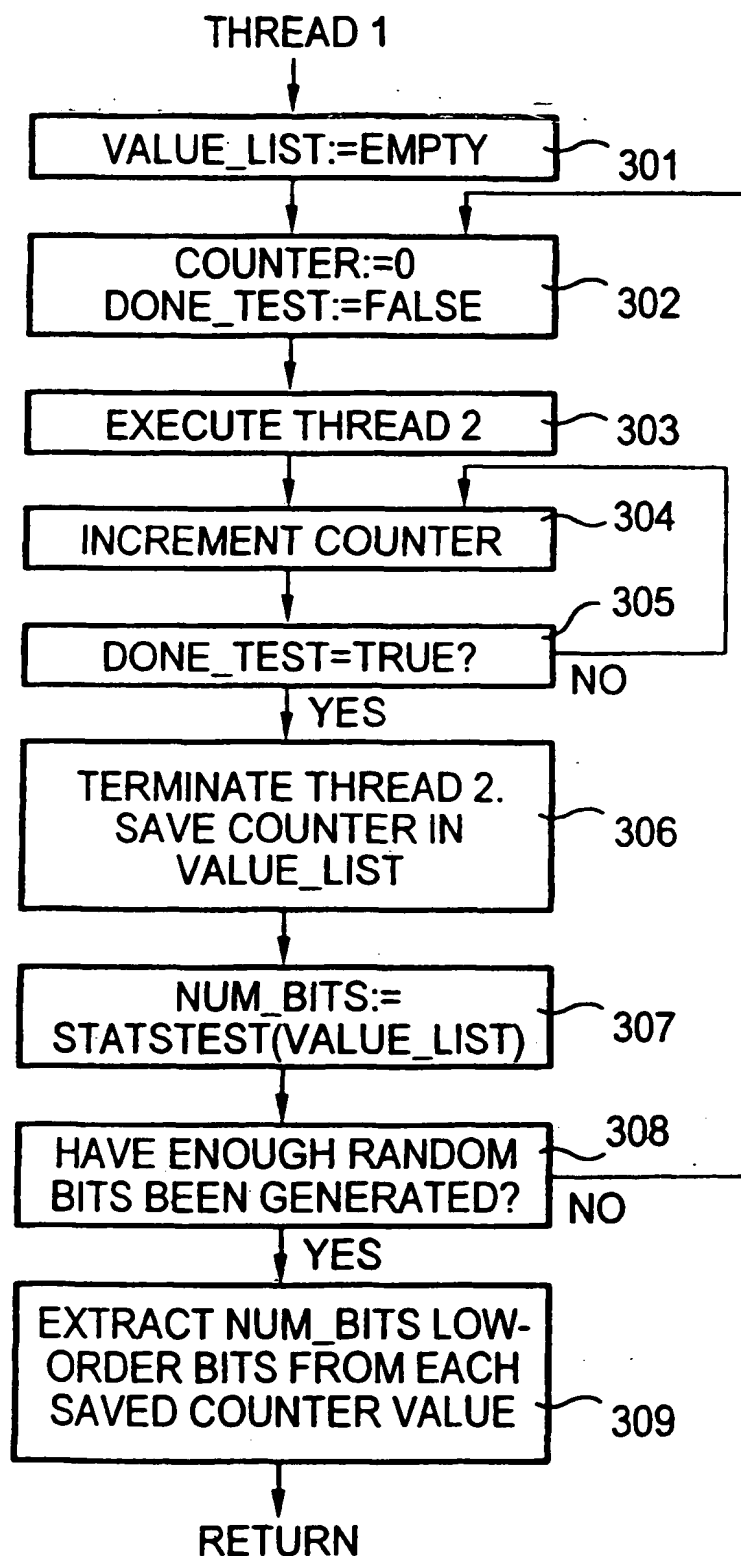 THREAD 1
VALUE_LIST:=EMPTY
301
COUNTER:=0
DONE_TEST:=FALSE
302
EXECUTE THREAD 2
303
INCREMENT COUNTER
304
DONE_TEST=TRUE?
305
NO
YES
TERMINATE THREAD 2.
SAVE COUNTER IN
VALUE_LIST
306
NUM_BITS:=
STATSTEST(VALUE_LIST)
307
HAVE ENOUGH RANDOM
BITS BEEN GENERATED?
308
NO
YES
EXTRACT NUM_BITS LOW-
ORDER BITS FROM EACH
SAVED COUNTER VALUE
309
RETURN